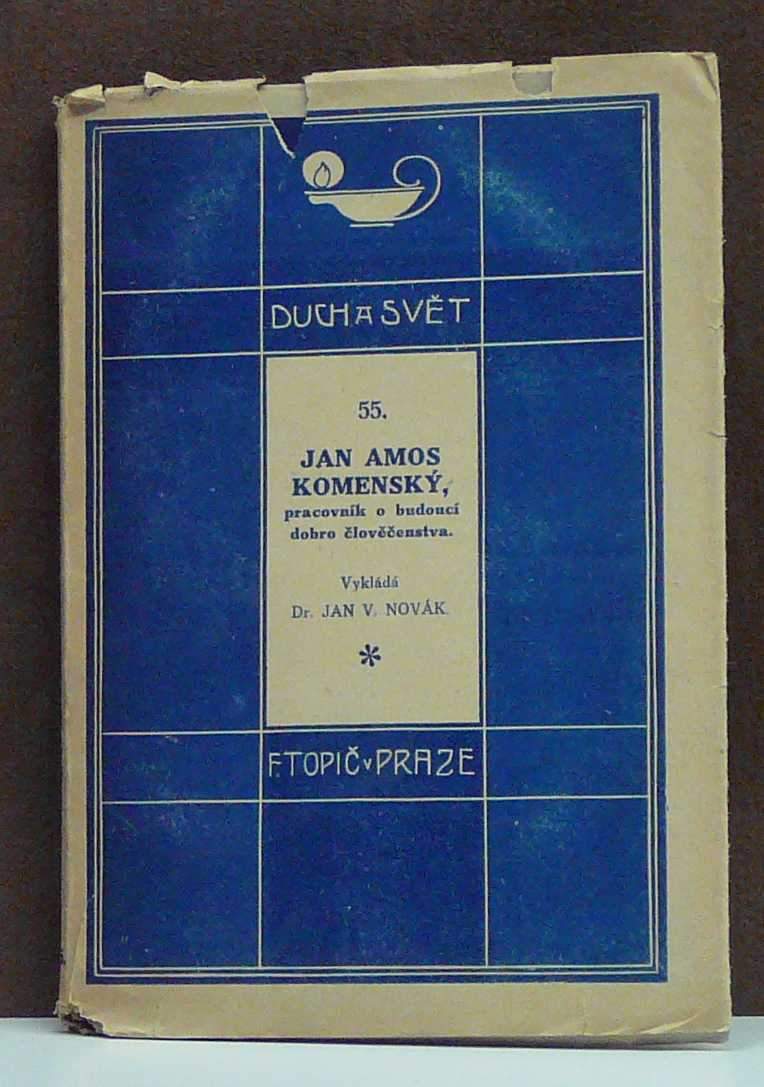 DUCH A SVĚT
55.
JAN AMOS
KOMENSKÝ,
pracovník o budoucí
dobro člověčenstva.
Vykládá
Dr. JAN V. NOVÁK.
*
F. TOPIČ V PRAZE